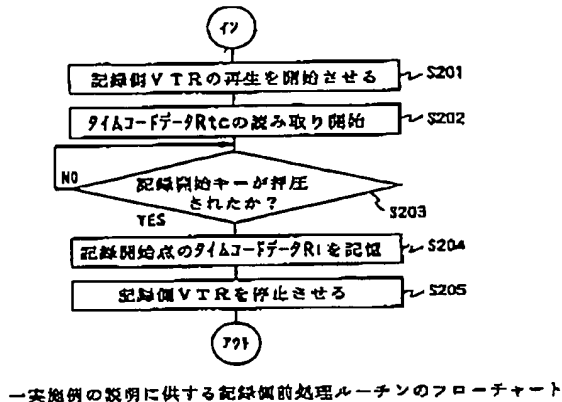 イン
記録側VTRの再生を開始させる
S201
タイムコードデータRtcの読み取り開始
S202
NO
記録開始キーが押圧
されたか?
S203
YES
記録開始点のタイムコードデータRIを記憶
S204
記録側VTRを停止させる
S205
アウト
一実施例の説明に供する記録側前処理ルーチンのフローチャート